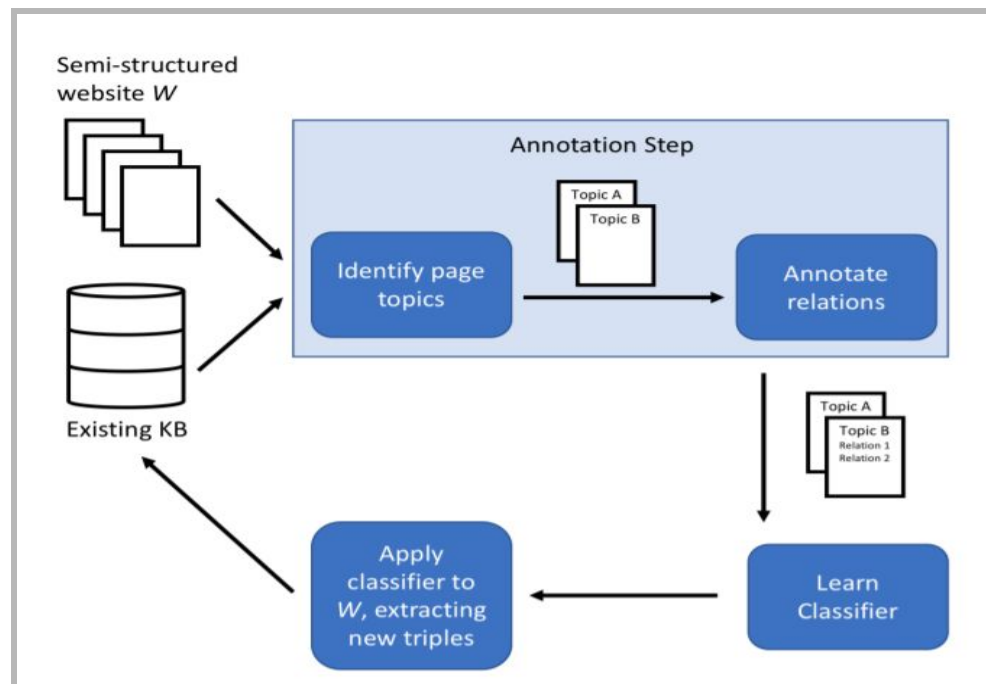 Semi-structured
website W
Annotation Step
Topic A
Topic B
Identify page
topics
Annotate
relations
Existing KB
Topic A
Topic B
Relation 1
Relation 2
Apply
classifier to
W, extracting
new triples
Learn
Classifier